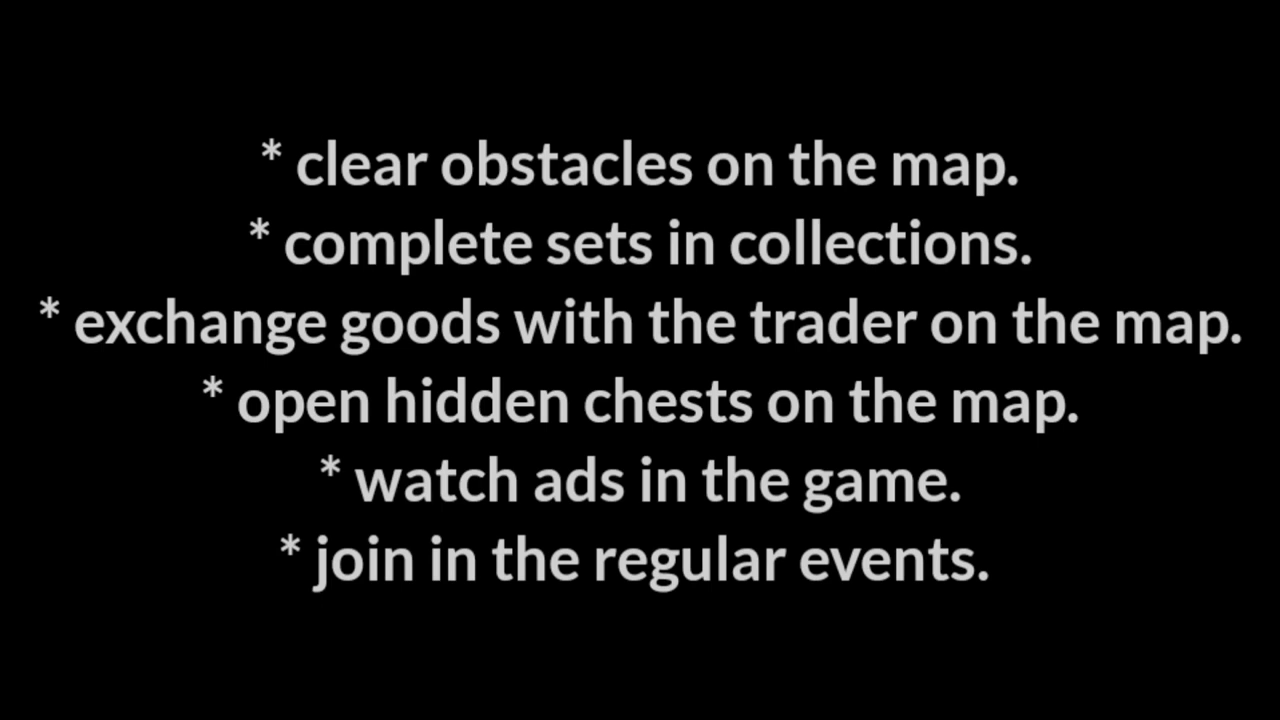 * clear obstacles on the map.
* complete sets in collections.
* exchange goods with the trader on the map.
* open hidden chests on the map.
* watch ads in the game.
* join in the regular events.